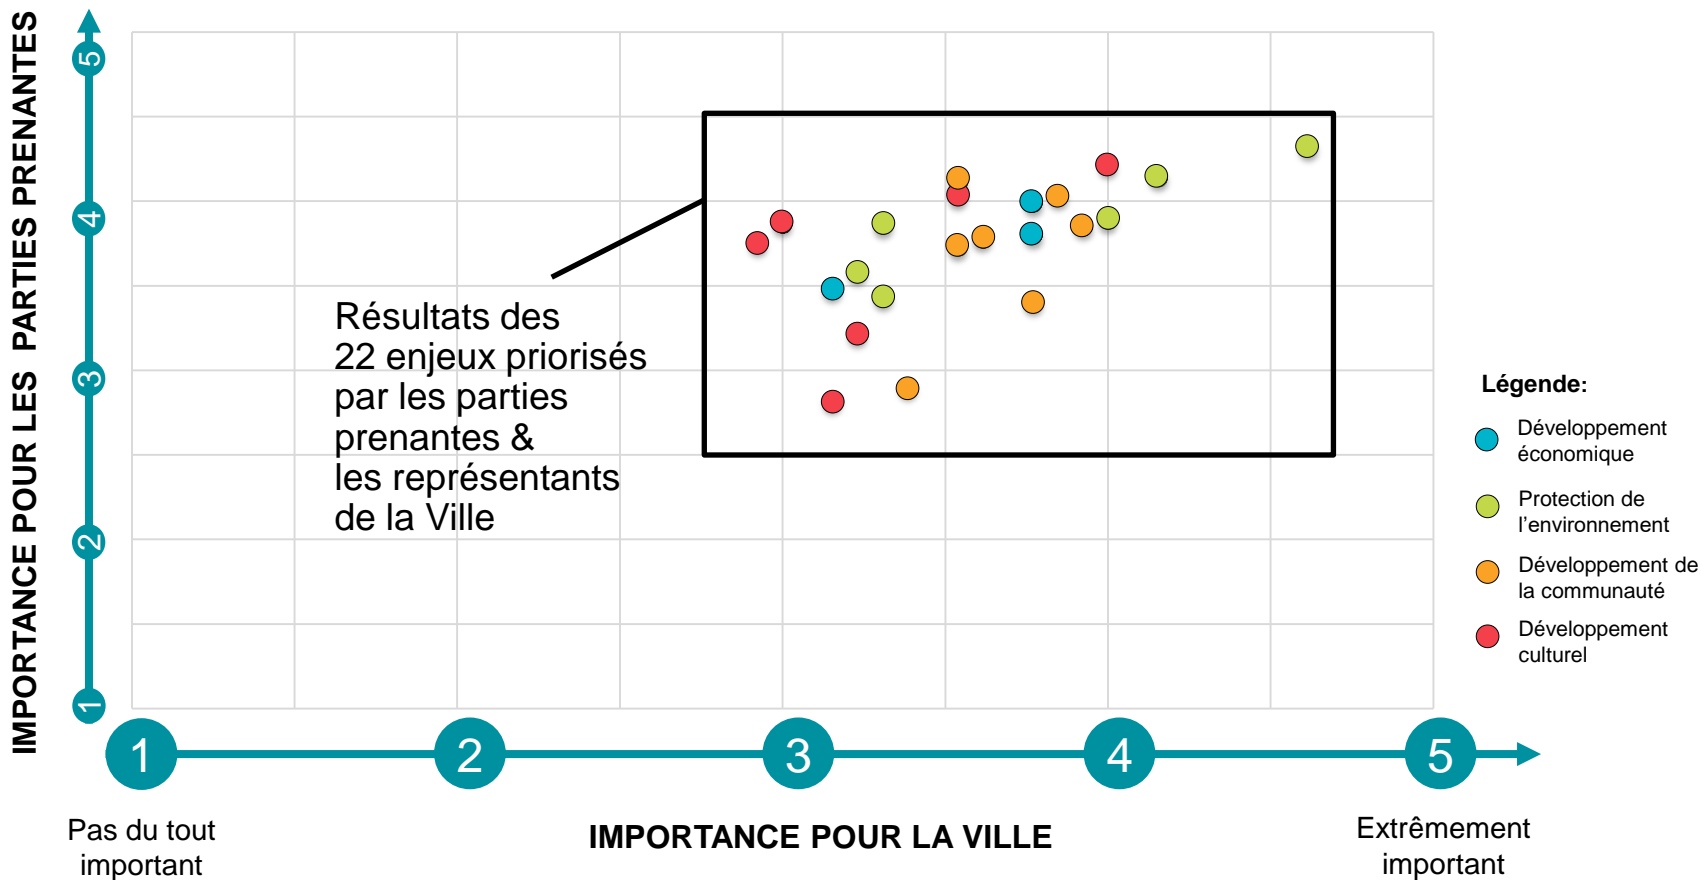 IMPORTANCE POUR LES PARTIES PRENANTES
5
4
3
2
1
Résultats des
22 enjeux priorisés
par les parties
prenantes &
les représentants
de la Ville
Légende:
Développement
économique
Protection de
l'environnement
Développement de
la communauté
Développement
culturel
1
2
3
4
5
Pas du tout
important
IMPORTANCE POUR LA VILLE
Extrêmement
important